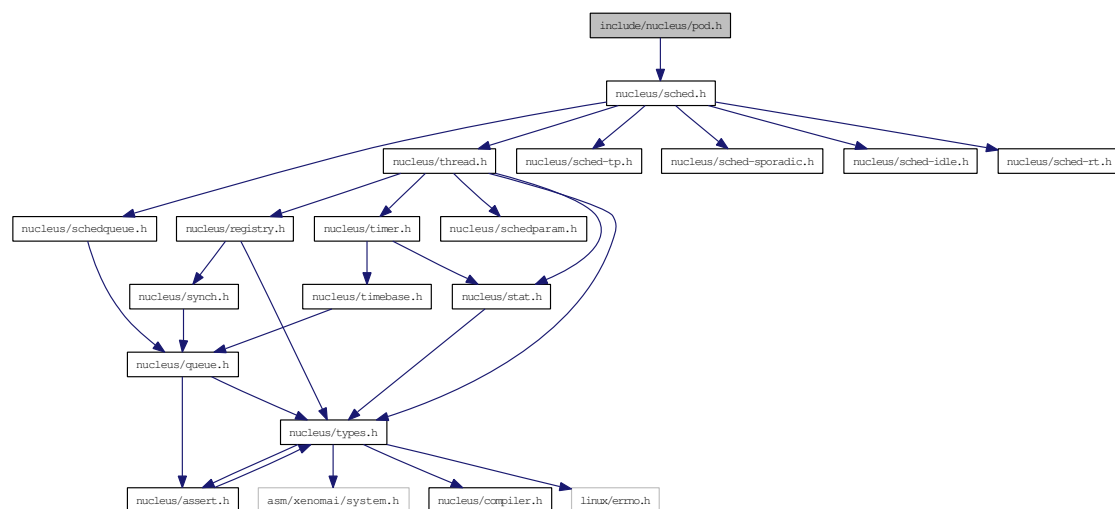 include/nucleus/pod.h
nucleus/sched.h
nucleus/thread.h
nucleus/sched-tp.h
nucleus/sched-sporadic.h
nucleus/sched-idle.h
nucleus/sched-rt.h
nucleus/schedqueue.h
nucleus/registry.h
nucleus/timer.h
nucleus/schedparam.h
nucleus/synch.h
nucleus/timebase.h
nucleus/stat.h
nucleus/queue.h
nucleus/types.h
nucleus/assert.h
asm/xenomai/system.h
nucleus/compiler.h
linux/errno.h